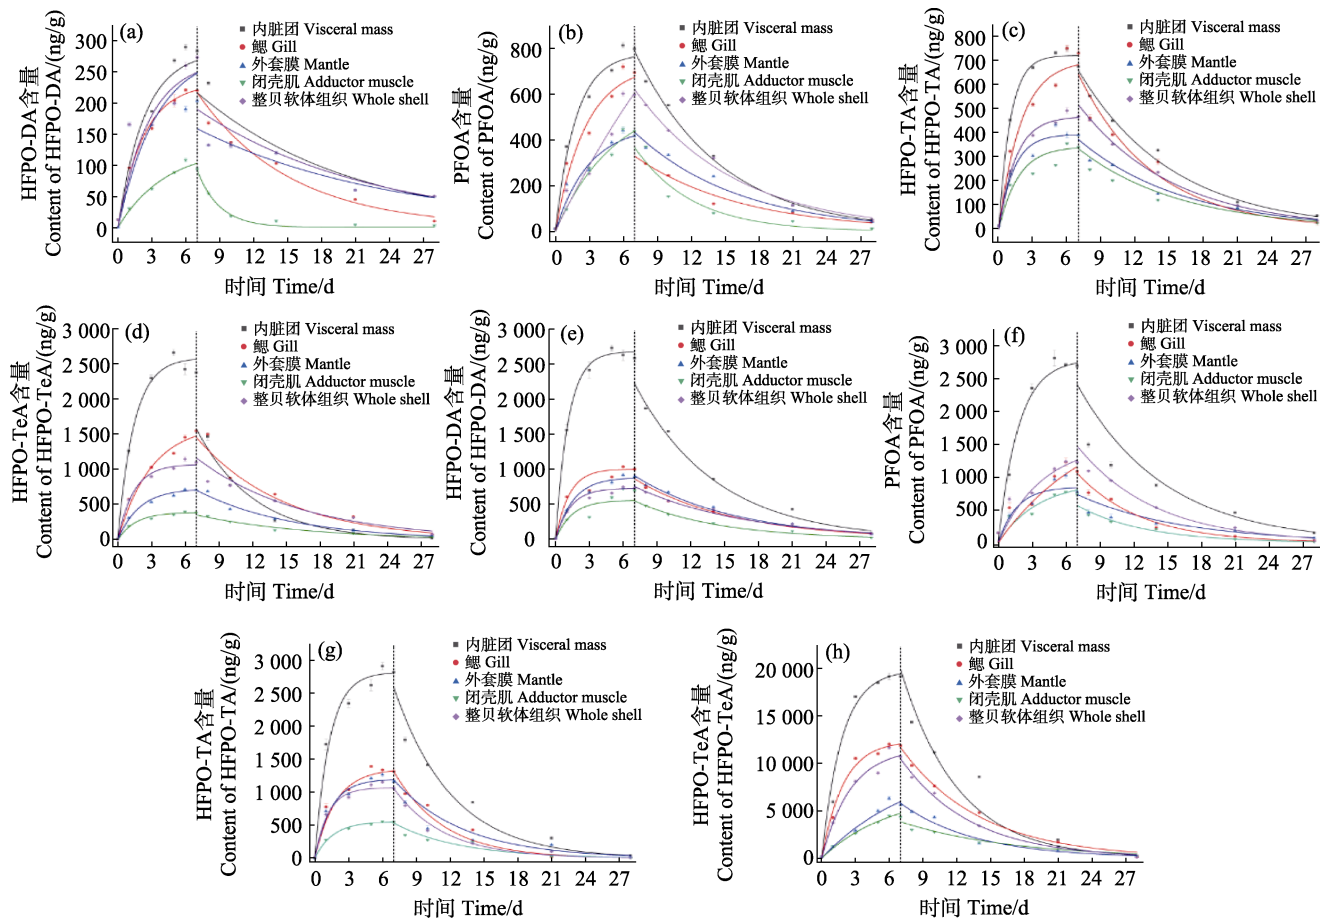 (a)
HFPO-DA含量
Content of HFPO-DA/(ng/g)
300
250
200
150
100
50
0
内脏团 Visceral mass
鳃 Gill
外套膜 Mantle
闭壳肌 Adductor muscle
整贝软体组织 Whole shell
0 3 6 9 12 15 18 21 24 27
时间 Time/d
(b)
PFOA含量
Content of PFOA/(ng/g)
800
600
400
200
0
内脏团 Visceral mass
鳃 Gill
外套膜 Mantle
闭壳肌 Adductor muscle
整贝软体组织 Whole shell
0 3 6 9 12 15 18 21 24 27
时间 Time/d
(c)
HFPO-TA含量
Content of HFPO-TA/(ng/g)
800
700
600
500
400
300
200
100
0
内脏团 Visceral mass
鳃 Gill
外套膜 Mantle
闭壳肌 Adductor muscle
整贝软体组织 Whole shell
0 3 6 9 12 15 18 21 24 27
时间 Time/d
(d)
HFPO-TeA含量
Content of HFPO-TeA/(ng/g)
3 000
2 500
2 000
1 500
1 000
500
0
内脏团 Visceral mass
鳃 Gill
外套膜 Mantle
闭壳肌 Adductor muscle
整贝软体组织 Whole shell
0 3 6 9 12 15 18 21 24 27
时间 Time/d
(e)
HFPO-DA含量
Content of HFPO-DA/(ng/g)
3 000
2 500
2 000
1 500
1 000
500
0
内脏团 Visceral mass
鳃 Gill
外套膜 Mantle
闭壳肌 Adductor muscle
整贝软体组织 Whole shell
0 3 6 9 12 15 18 21 24 27
时间 Time/d
(f)
PFOA含量
Content of PFOA/(ng/g)
3 000
2 500
2 000
1 500
1 000
500
0
内脏团 Visceral mass
鳃 Gill
外套膜 Mantle
闭壳肌 Adductor muscle
整贝软体组织 Whole shell
0 3 6 9 12 15 18 21 24 27
时间 Time/d
(g)
HFPO-TA含量
Content of HFPO-TA/(ng/g)
3 000
2 500
2 000
1 500
1 000
500
0
内脏团 Visceral mass
鳃 Gill
外套膜 Mantle
闭壳肌 Adductor muscle
整贝软体组织 Whole shell
0 3 6 9 12 15 18 21 24 27
时间 Time/d
(h)
HFPO-TeA含量
Content of HFPO-TeA/(ng/g)
20 000
15 000
10 000
5 000
0
内脏团 Visceral mass
鳃 Gill
外套膜 Mantle
闭壳肌 Adductor muscle
整贝软体组织 Whole shell
0 3 6 9 12 15 18 21 24 27
时间 Time/d